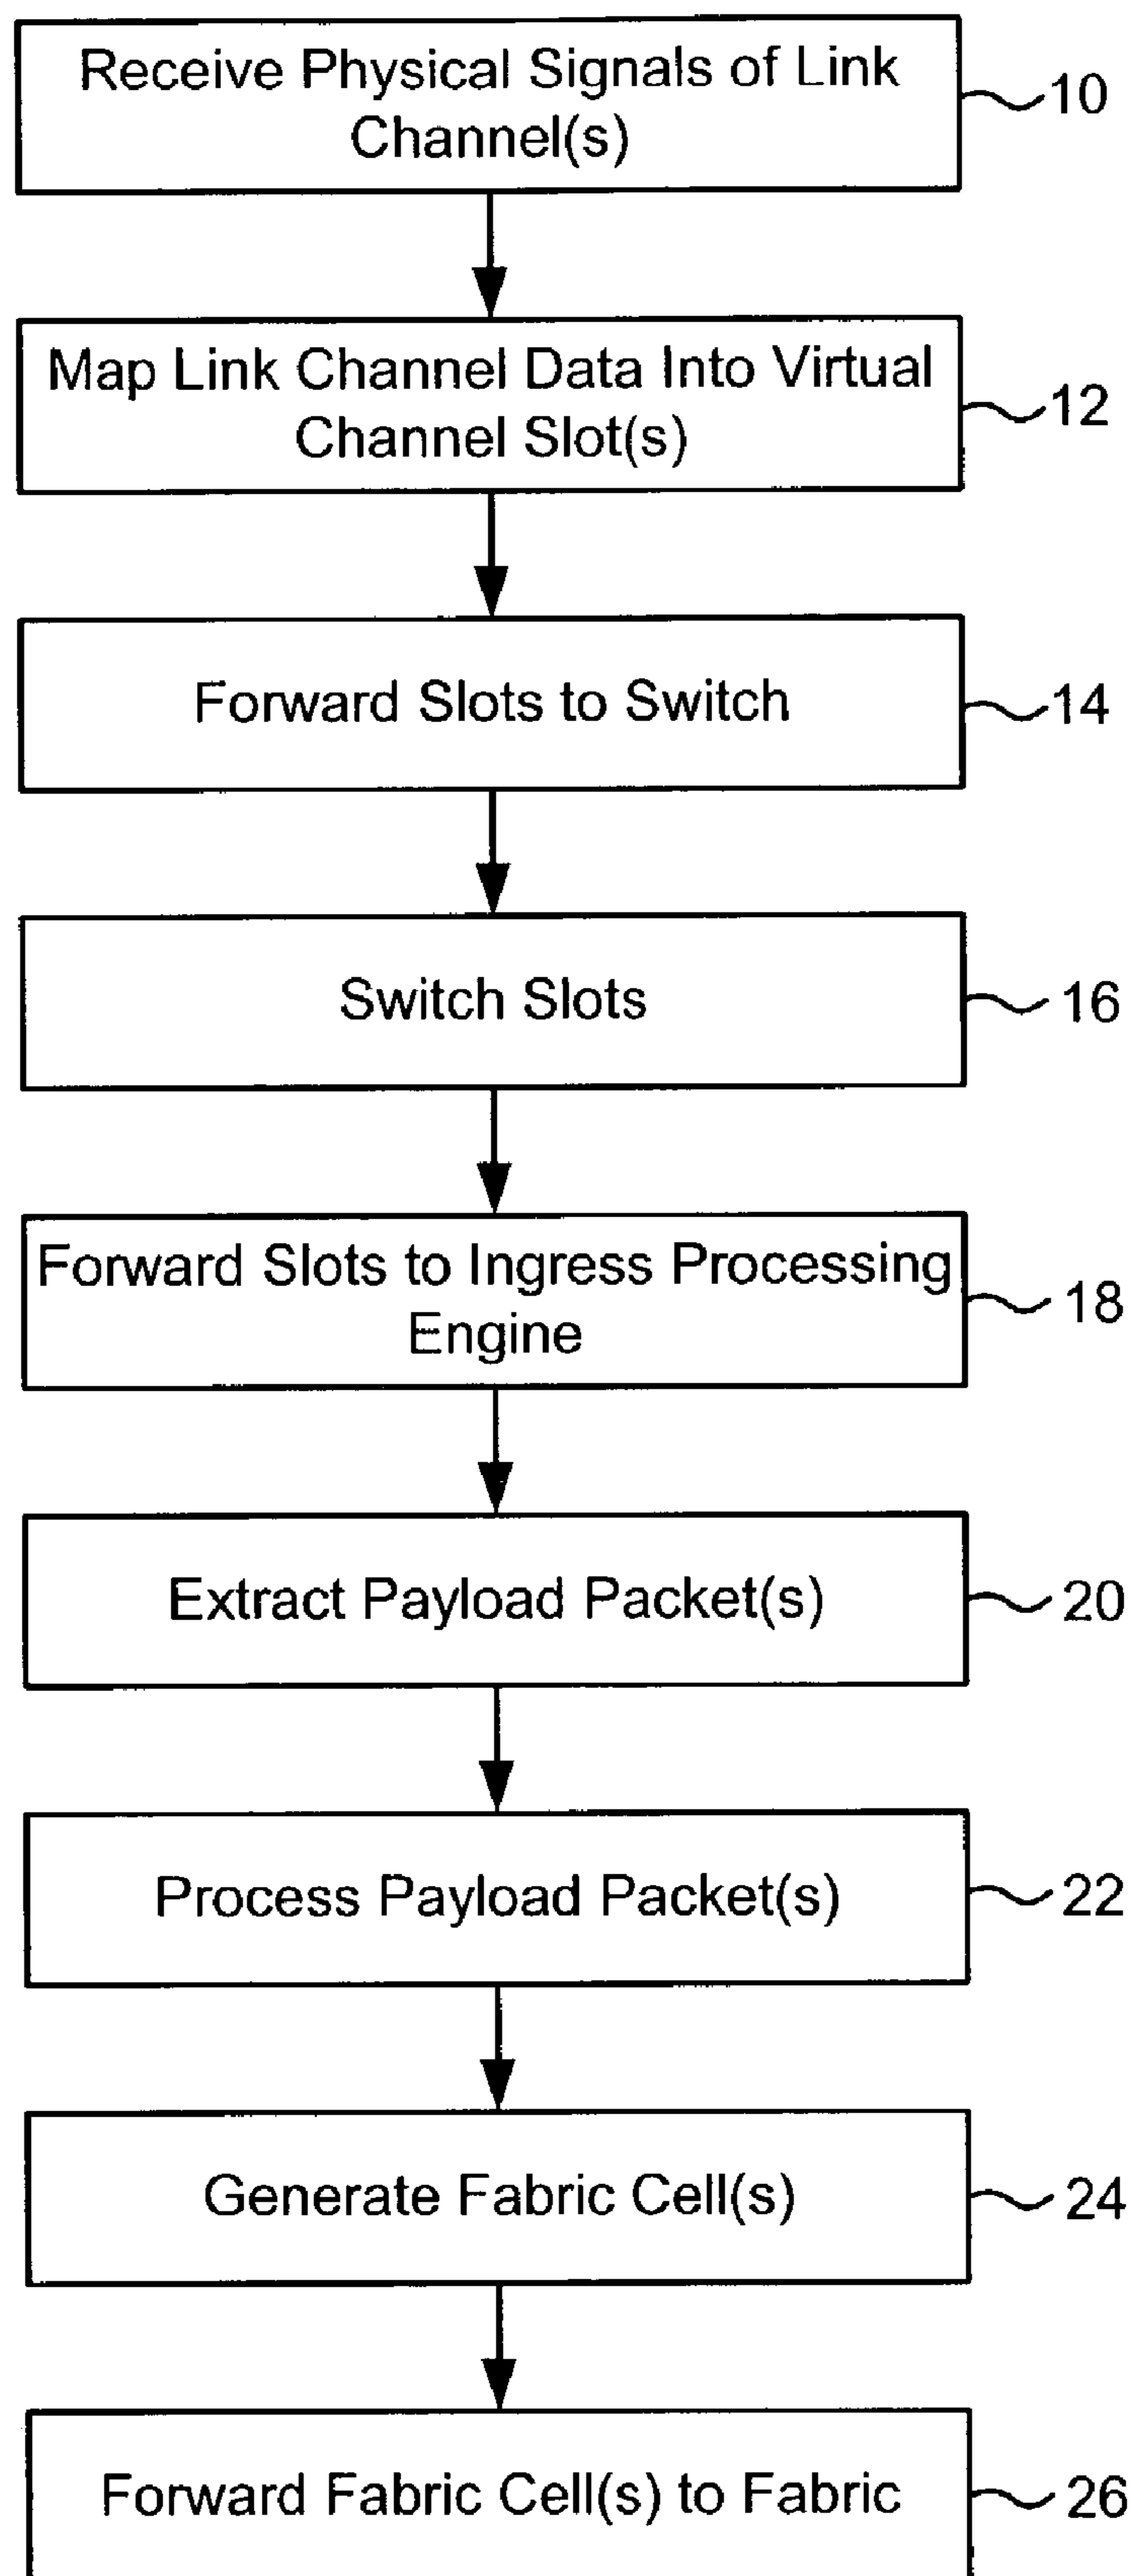 Receive Physical Signals of Link
Channel(s)
10
Map Link Channel Data Into Virtual
Channel Slot(s)
12
Forward Slots to Switch
14
Switch Slots
16
Forward Slots to Ingress Processing
Engine
18
Extract Payload Packet(s)
20
Process Payload Packet(s)
22
Generate Fabric Cell(s)
24
Forward Fabric Cell(s) to Fabric
26